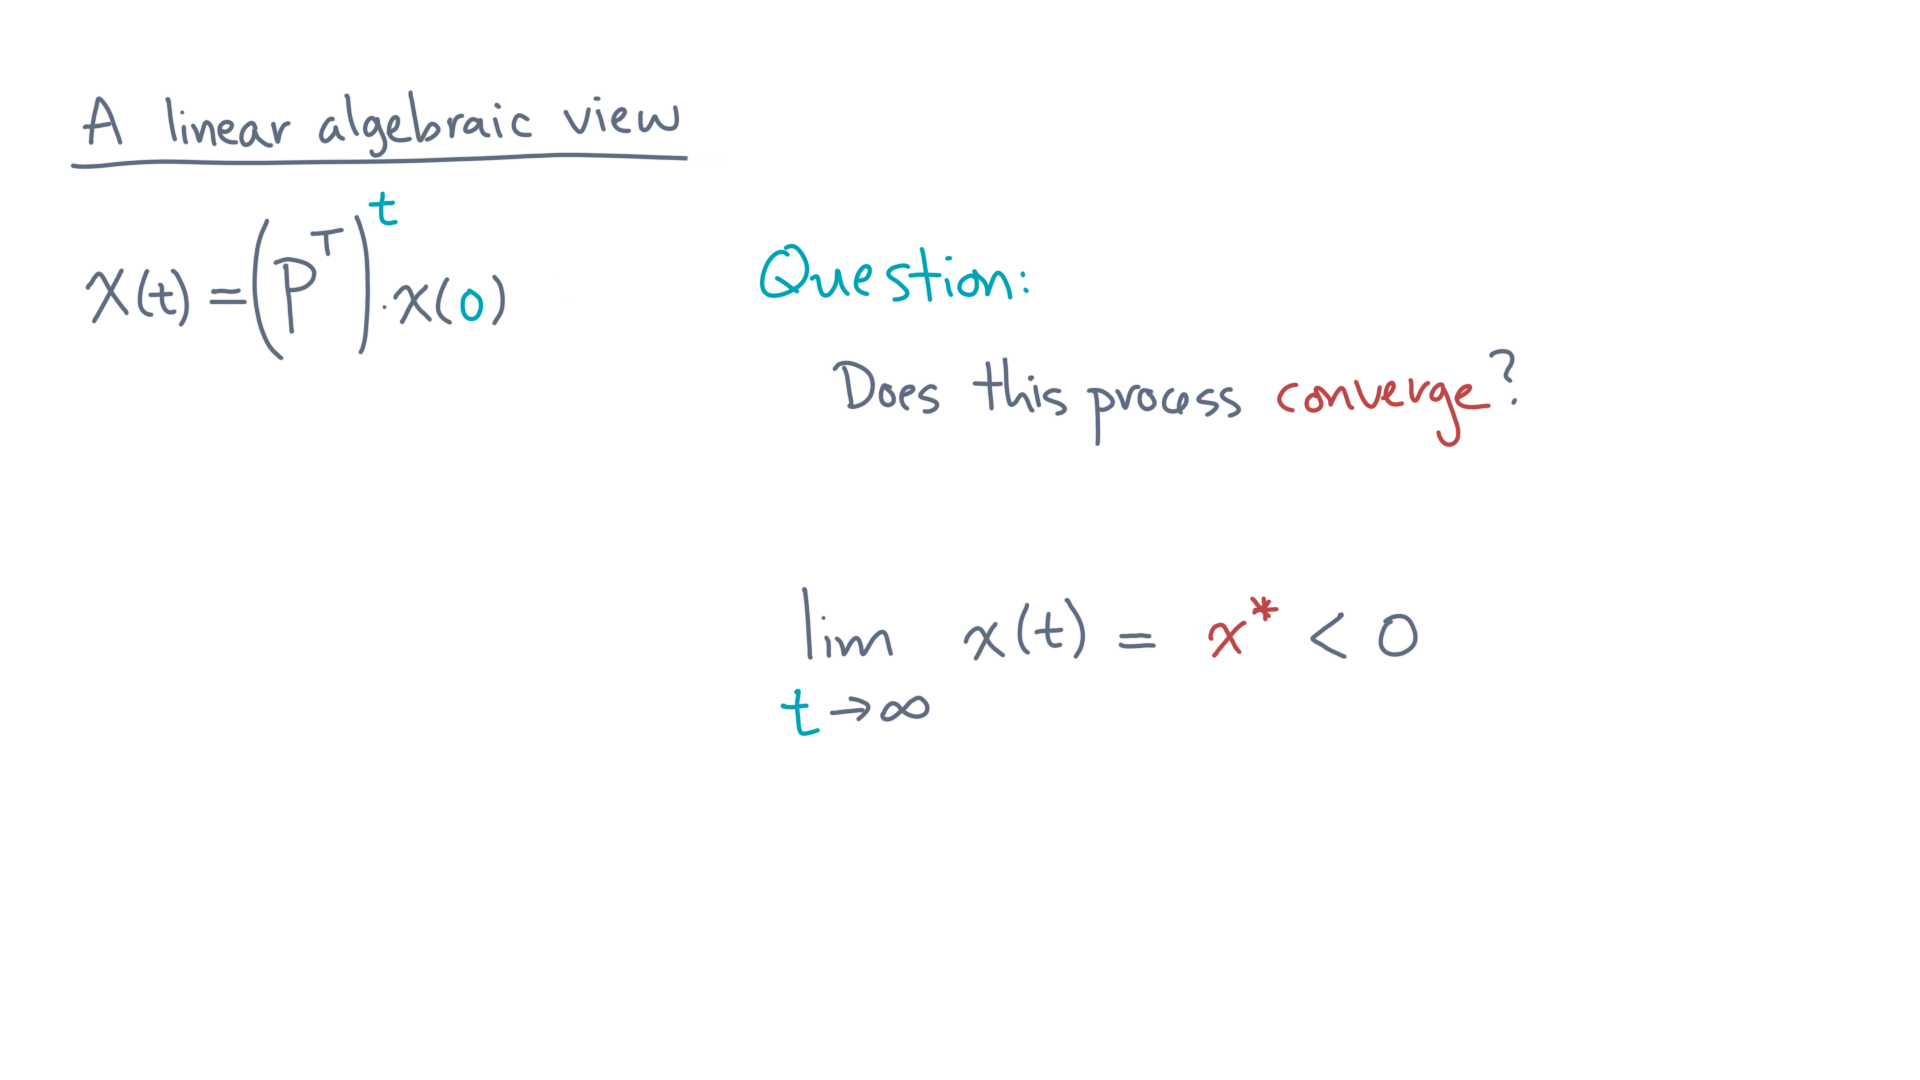 A linear algebraic view
X(t) = (P^T)^t · x(0)
Question:
Does this process converge?
lim x(t) = x* < 0
t → ∞